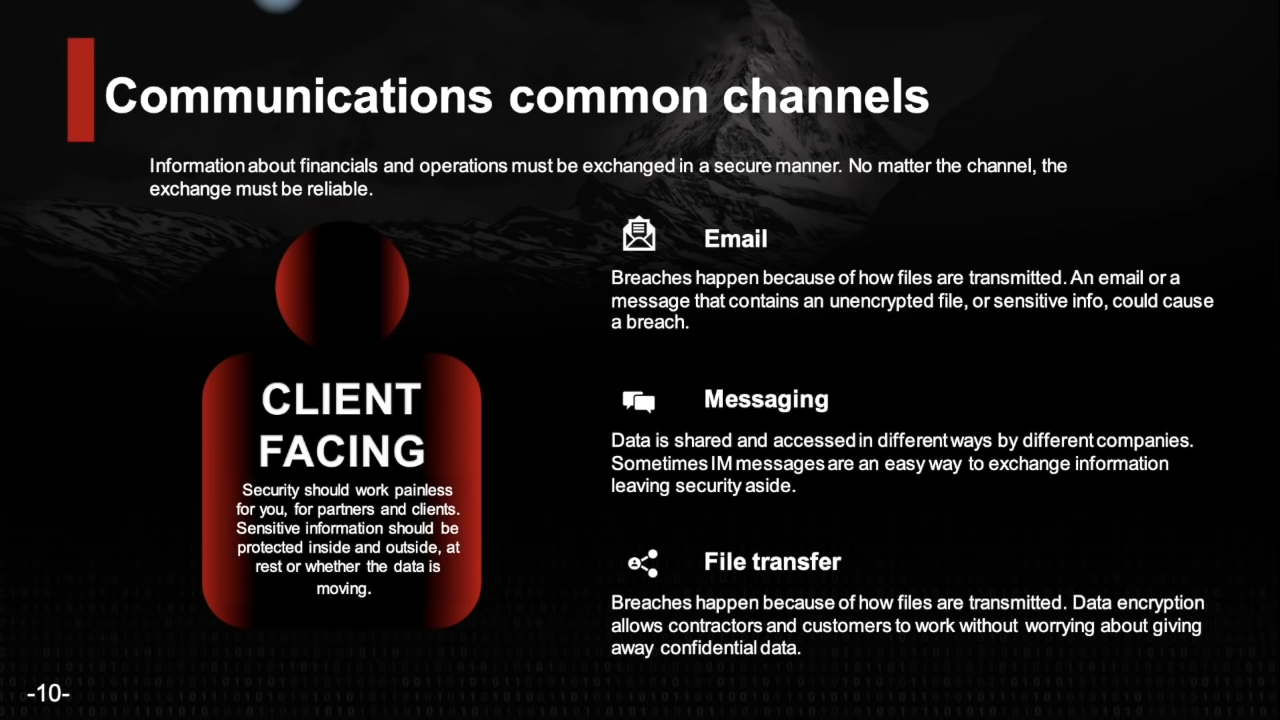 Communications common channels
Information about financials and operations must be exchanged in a secure manner. No matter the channel, the
exchange must be reliable.
CLIENT
FACING
Security should work painless
for you, for partners and clients.
Sensitive information should be
protected inside and outside, at
rest or whether the data is
moving.
Email
Breaches happen because of how files are transmitted. An email or a
message that contains an unencrypted file, or sensitive info, could cause
a breach.
Messaging
Data is shared and accessed in different ways by different companies.
Sometimes IM messages are an easy way to exchange information
leaving security aside.
File transfer
Breaches happen because of how files are transmitted. Data encryption
allows contractors and customers to work without worrying about giving
away confidential data.
-10-